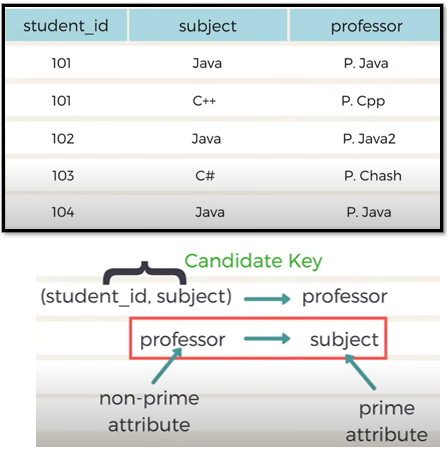 student_id subject professor
101 Java P. Java
101 C++ P. Cpp
102 Java P. Java2
103 C# P. Chash
104 Java P. Java
Candidate Key
(student_id, subject) → professor
professor → subject
non-prime
attribute
prime
attribute